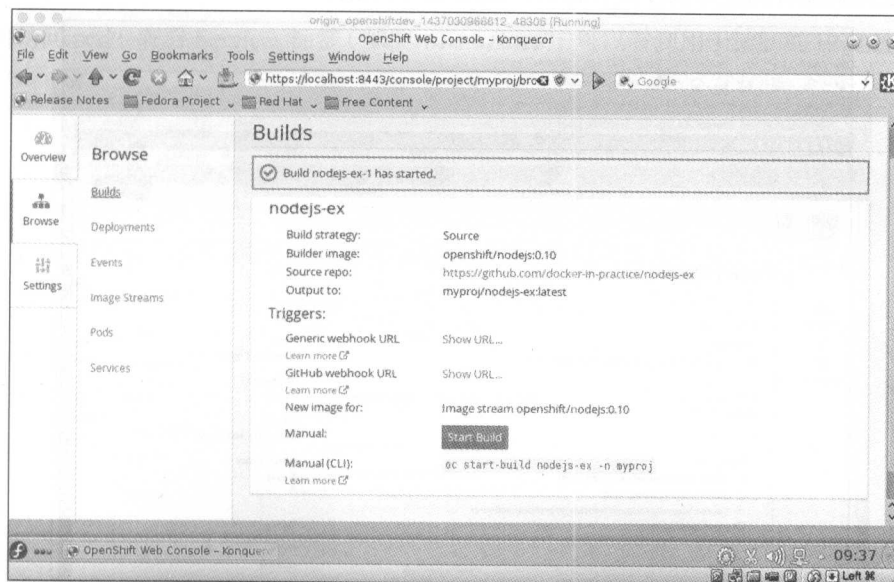 origin_openshiftdev_1437030986612_48306 [Running]
OpenShift Web Console – Konqueror
File Edit View Go Bookmarks Tools Settings Window Help
https://localhost:8443/console/project/myproj/bro
Google
Release Notes Fedora Project Red Hat Free Content
Overview
Browse
Settings
Browse
Builds
Deployments
Events
Image Streams
Pods
Services
Builds
Build nodejs-ex-1 has started.
nodejs-ex
Build strategy: Source
Builder image: openshift/nodejs:0.10
Source repo: https://github.com/docker-in-practice/nodejs-ex
Output to: myproj/nodejs-ex:latest
Triggers:
Generic webhook URL Show URL...
Learn more
GitHub webhook URL Show URL...
Learn more
New image for: Image stream openshift/nodejs:0.10
Manual: Start Build
Manual (CLI): oc start-build nodejs-ex -n myproj
Learn more
OpenShift Web Console – Konquer
09:37
Left ⌘